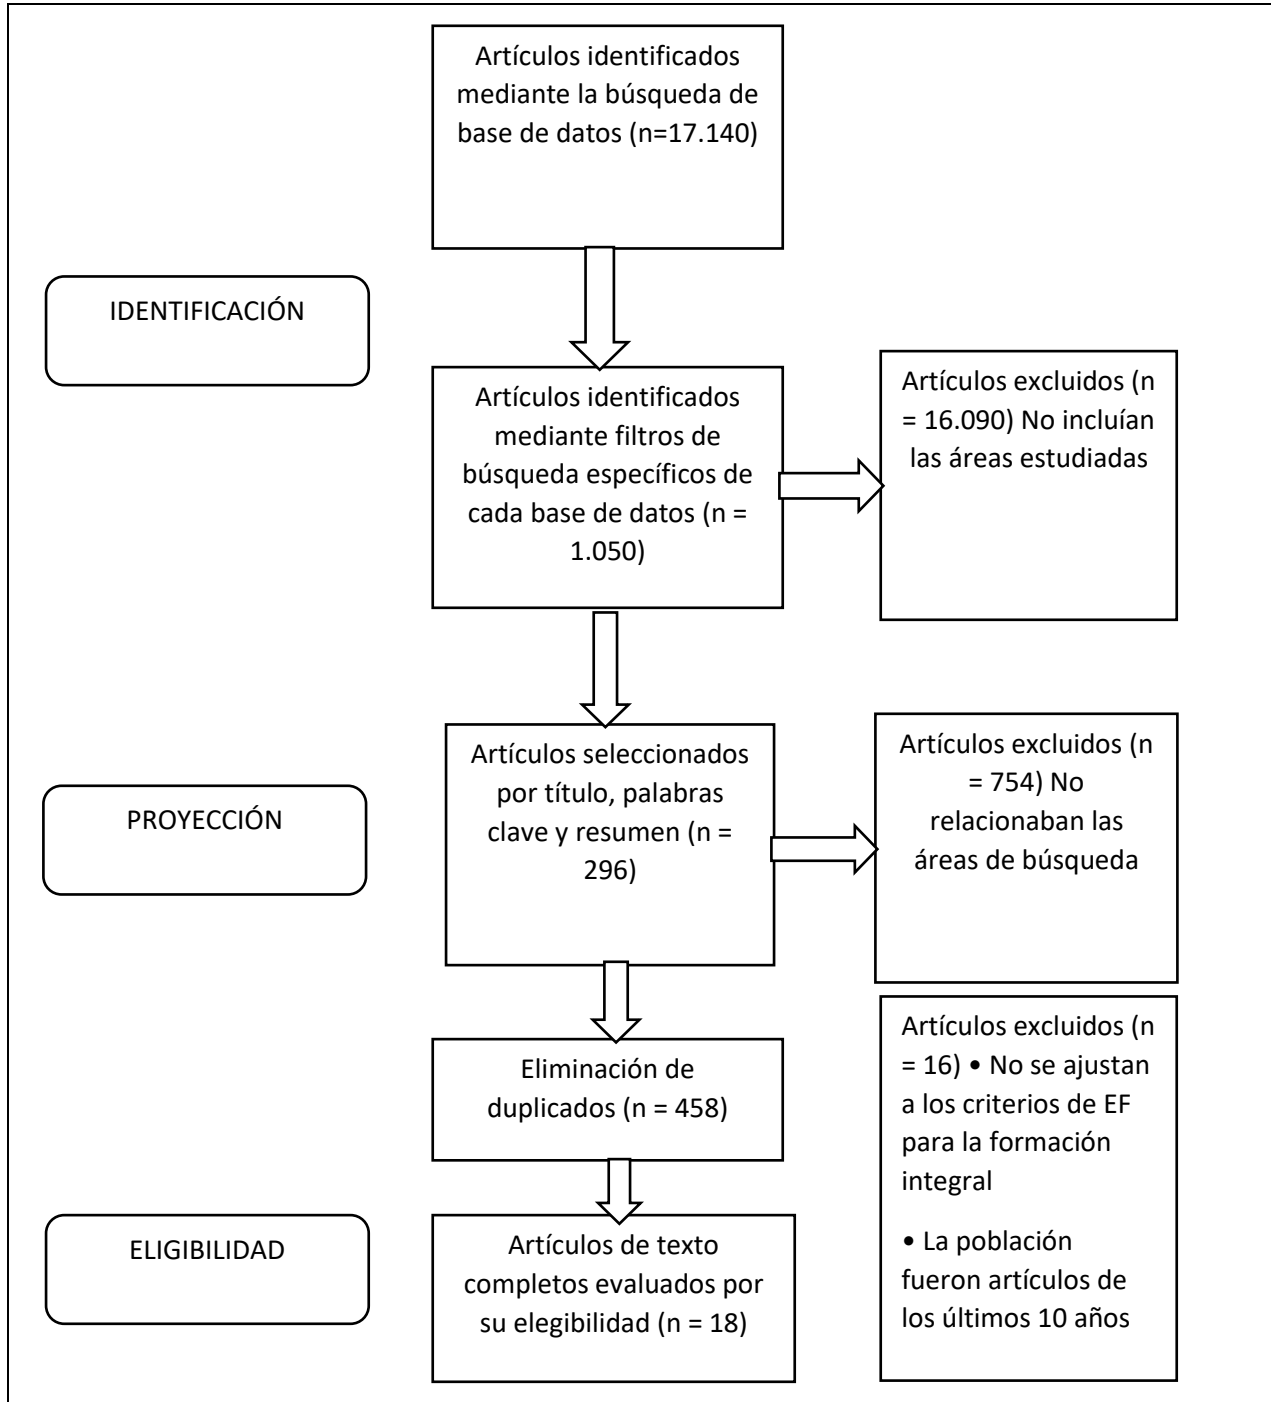 Artículos identificados
mediante la búsqueda de
base de datos (n=17.140)
IDENTIFICACIÓN
Artículos identificados
mediante filtros de
búsqueda específicos de
cada base de datos (n =
1.050)
Artículos excluidos (n
= 16.090) No incluían
las áreas estudiadas
PROYECCIÓN
Artículos seleccionados
por título, palabras
clave y resumen (n =
296)
Artículos excluidos (n
= 754) No
relacionaban las
áreas de búsqueda
Eliminación de
duplicados (n = 458)
Artículos excluidos (n
= 16) • No se ajustan
a los criterios de EF
para la formación
integral
• La población
fueron artículos de
los últimos 10 años
ELIGIBILIDAD
Artículos de texto
completos evaluados por
su elegibilidad (n = 18)